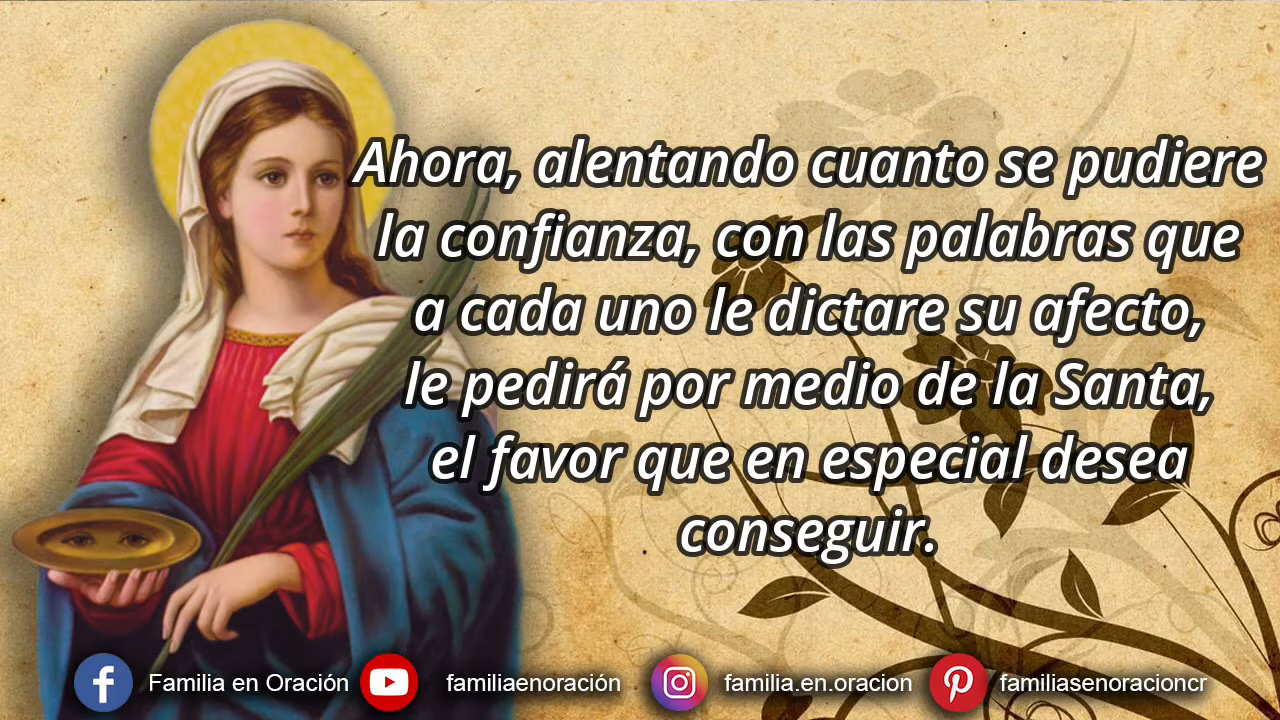 Ahora, alentando cuanto se pudiere
la confianza, con las palabras que
a cada uno le dictare su afecto,
le pedirá por medio de la Santa,
el favor que en especial desea
conseguir.
Familia en Oración
familiaenoración
familia.en.oracion
familiasenoracioncr